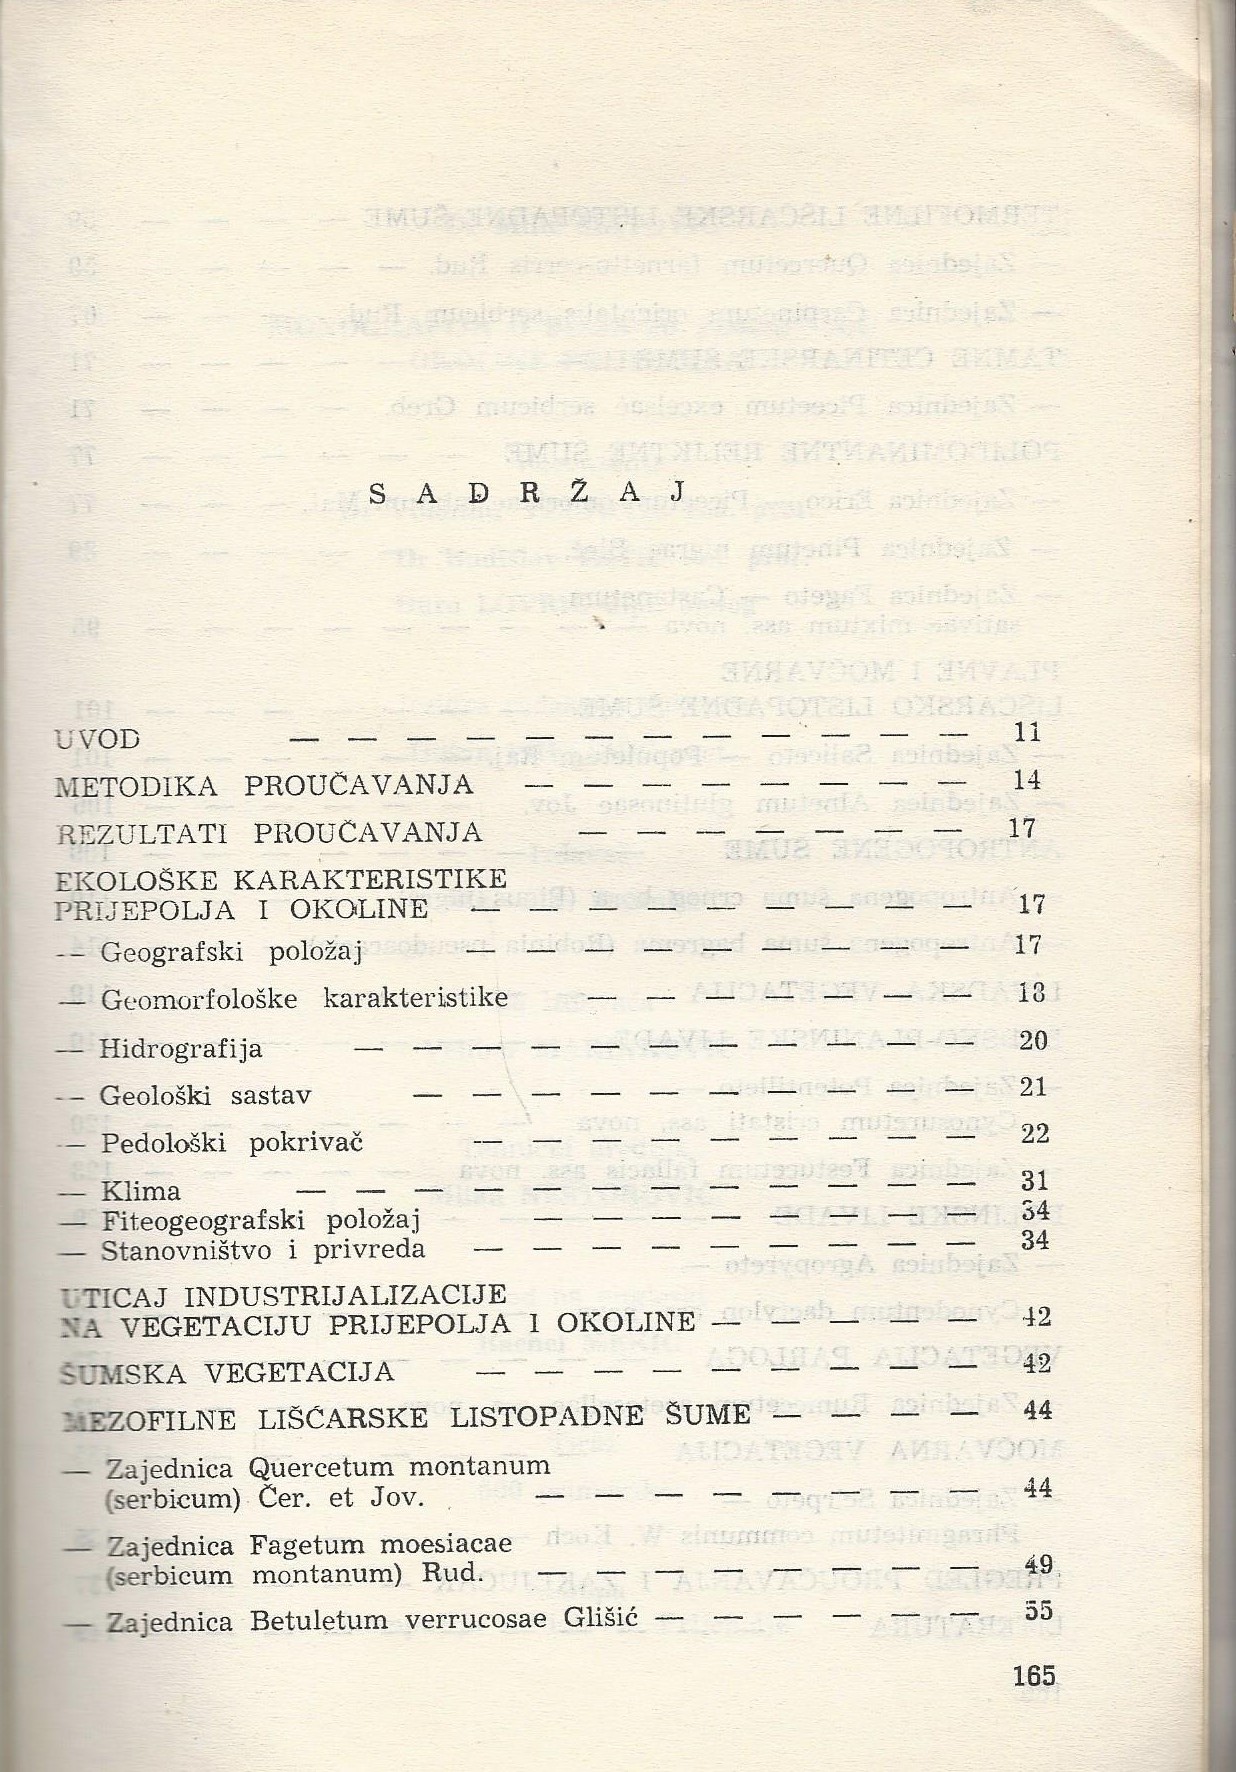 S A D R Ž A J
UVOD — — — — — — — — — — — — 11
METODIKA PROUČAVANJA — — — — — — — — 14
REZULTATI PROUČAVANJA — — — — — — — 17
EKOLOŠKE KARAKTERISTIKE
PRIJEPOLJA I OKOLINE — — — — — — — — — 17
— Geografski položaj — — — — — — — — — 17
— Geomorfološke karakteristike — — — — — — — 18
— Hidrografija — — — — — — — — — — — 20
— Geološki sastav — — — — — — — — — — 21
— Pedološki pokrivač — — — — — — — — — 22
— Klima — — — — — — — — — — — — 31
— Fiteogeografski položaj — — — — — — — — 34
— Stanovništvo i privreda — — — — — — — — — 34
UTICAJ INDUSTRIJALIZACIJE
NA VEGETACIJU PRIJEPOLJA I OKOLINE — — — — — 42
ŠUMSKA VEGETACIJA — — — — — — — — — 42
MEZOFILNE LIŠĆARSKE LISTOPADNE ŠUME — — — — 44
— Zajednica Quercetum montanum
(serbicum) Čer. et Jov. — — — — — — — — 44
— Zajednica Fagetum moesiacae
(serbicum montanum) Rud. — — — — — — — — 49
— Zajednica Betuletum verrucosae Glišić — — — — — — 55
165